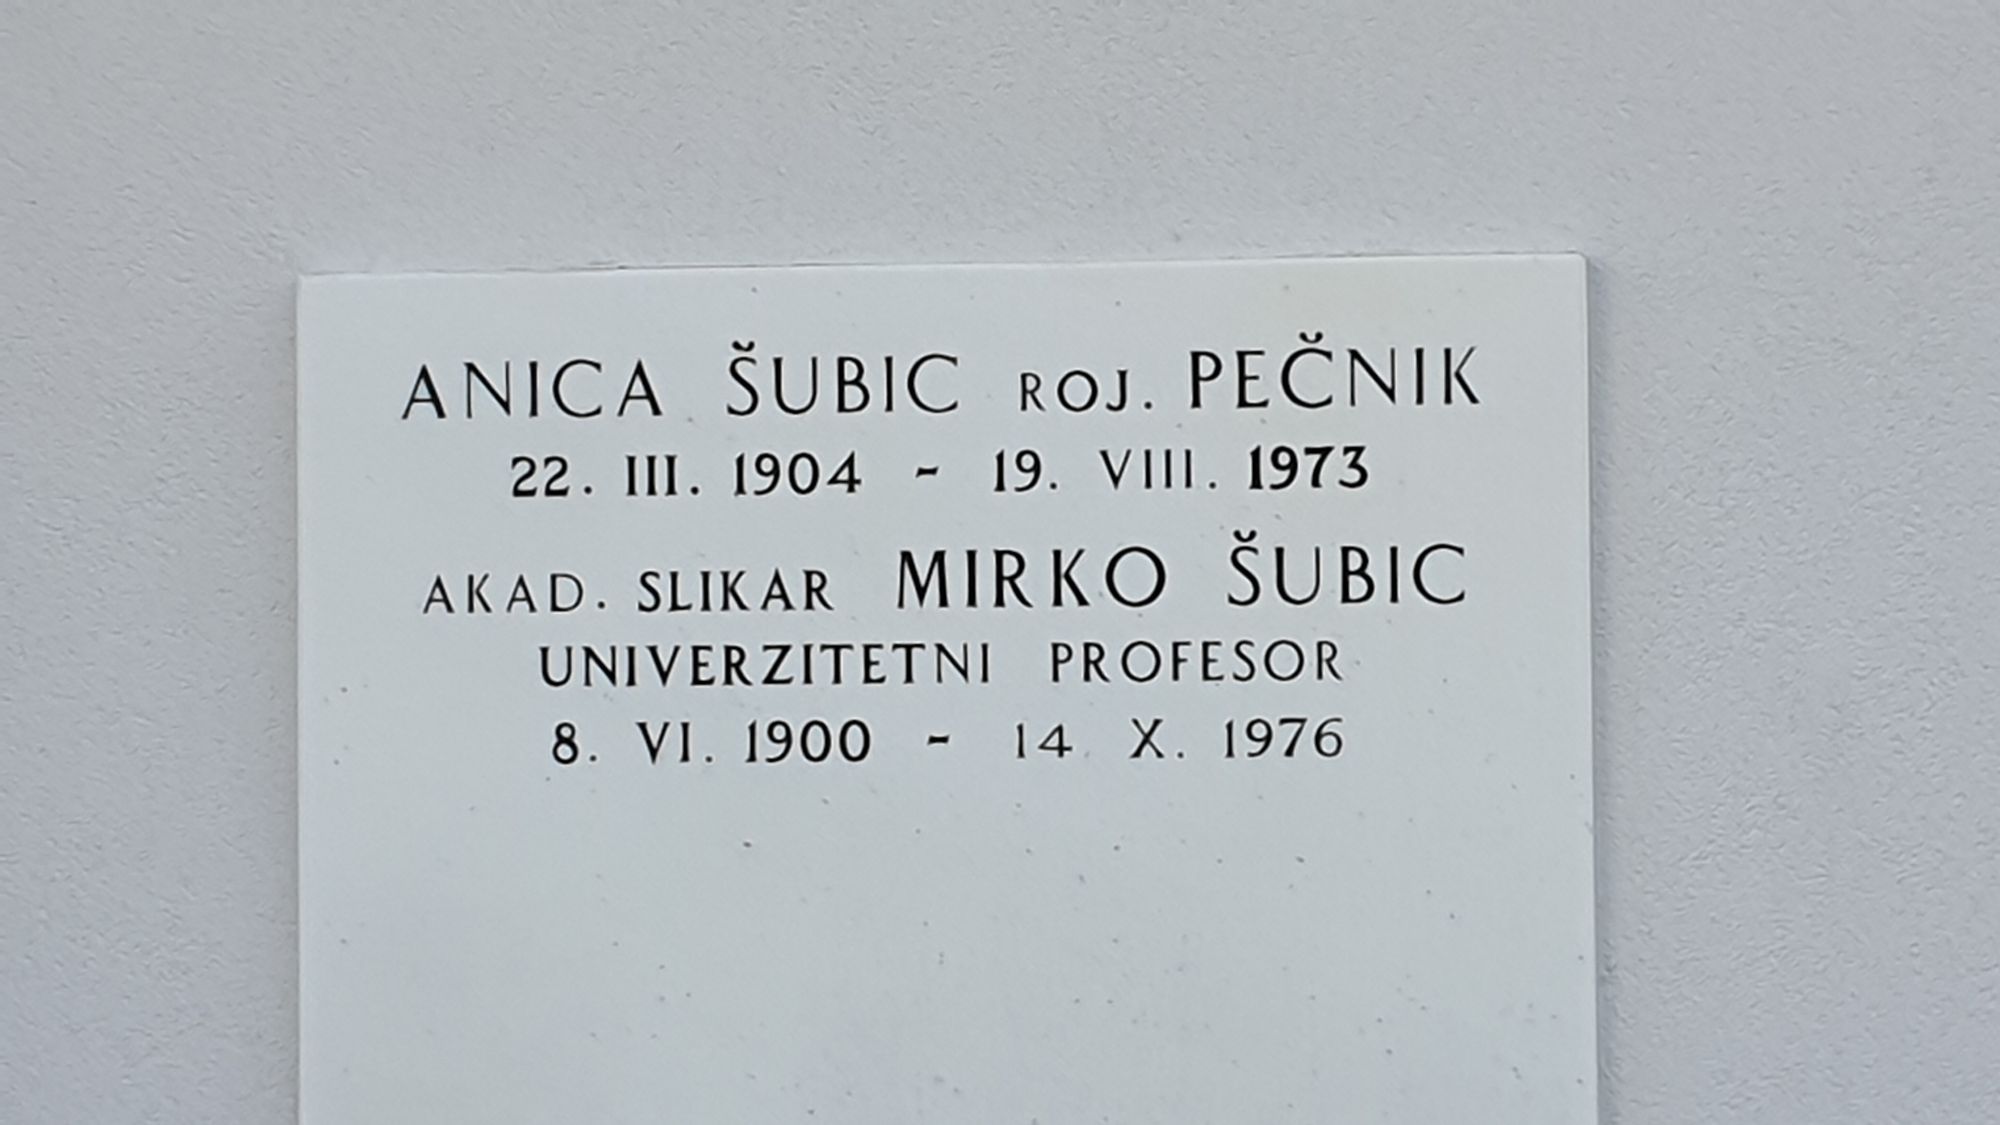 ANICA ŠUBIC ROJ. PEČNIK
22. III. 1904 - 19. VIII. 1973
AKAD. SLIKAR MIRKO ŠUBIC
UNIVERZITETNI PROFESOR
8. VI. 1900 - 14. X. 1976